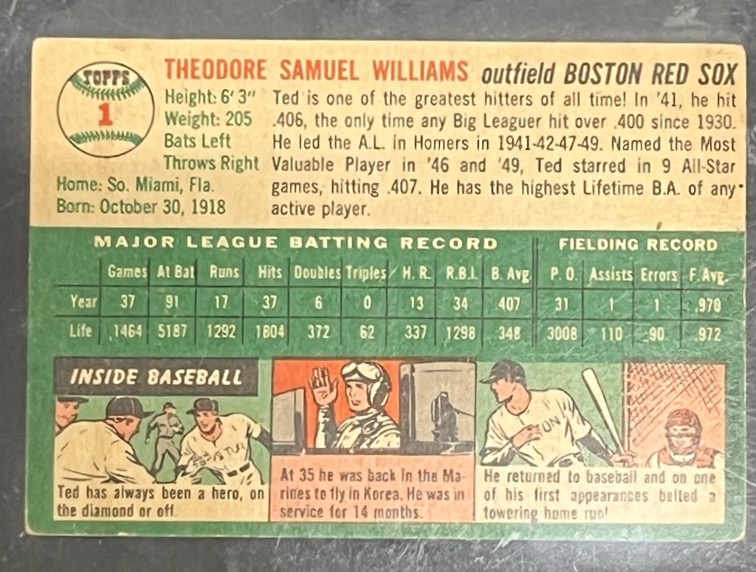 TOPPS
1
THEODORE SAMUEL WILLIAMS outfield BOSTON RED SOX
Height: 6' 3"
Weight: 205
Bats Left
Throws Right
Home: So. Miami, Fla.
Born: October 30, 1918
Ted is one of the greatest hitters of all time! In '41, he hit
.406, the only time any Big Leaguer hit over .400 since 1930.
He led the A.L. in Homers in 1941-42-47-49. Named the Most
Valuable Player in '46 and '49, Ted starred in 9 All-Star
games, hitting .407. He has the highest Lifetime B.A. of any
active player.
MAJOR LEAGUE BATTING RECORD FIELDING RECORD
Games At Bat Runs Hits Doubles Triples H. R. R.B.I. B. Avg P. O. Assists Errors F. Avg.
Year 37 91 17 37 6 0 13 34 .407 31 1 1 .970
Life 1464 5187 1292 1804 372 62 337 1298 .348 3008 110 90 .972
INSIDE BASEBALL
Ted has always been a hero, on
the diamond or off.
At 35 he was back in the Ma-
rines to fly in Korea. He was in
service for 14 months.
He returned to baseball and on one
of his first appearances belted a
towering home run!